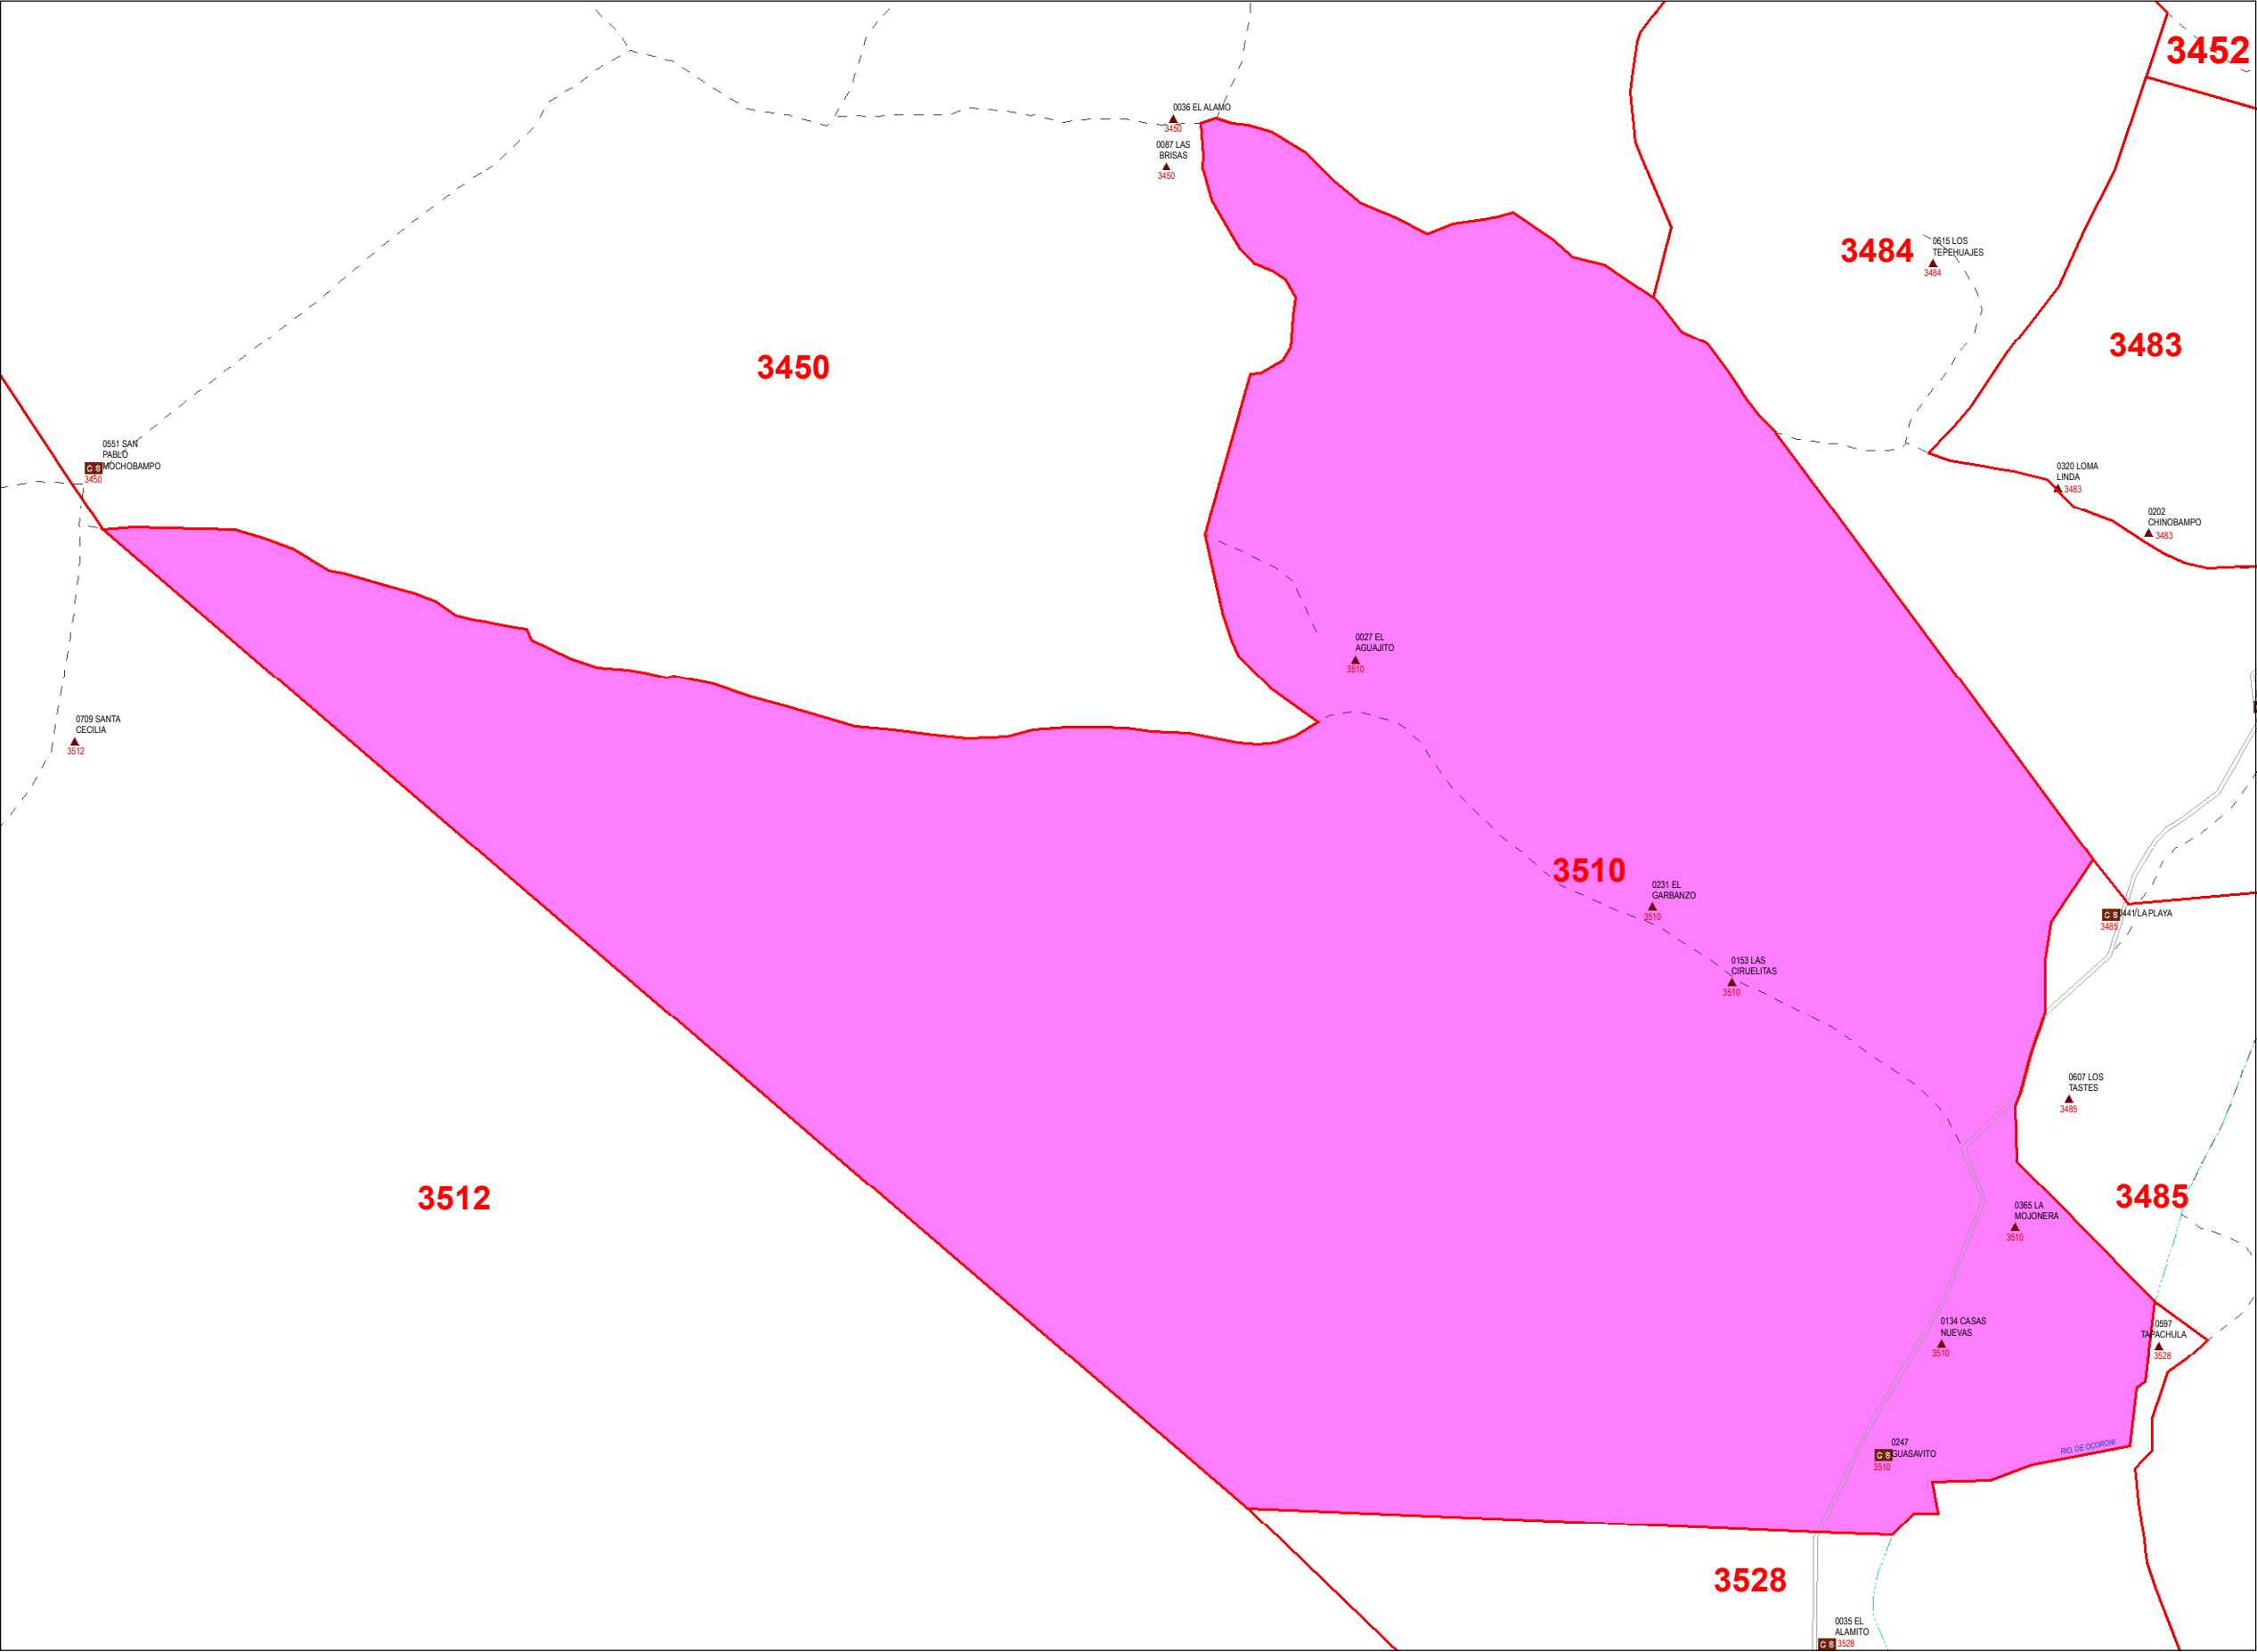 3452
0036 EL ALAMO
3450
0087 LAS
BRISAS
3450
3484
0615 LOS
TEPEHUAJES
3484
3483
3450
0551 SAN
PABLO
C S MOCHOBAMPO
3450
0320 LOMA
LINDA
3483
0202
CHINOBAMPO
3483
0027 EL
AGUAJITO
3510
0709 SANTA
CECILIA
3512
3510
0231 EL
GARBANZO
3510
C S 0441 LA PLAYA
3485
0153 LAS
CIRUELITAS
3510
0607 LOS
TASTES
3485
3512
3485
0365 LA
MOJONERA
3510
0134 CASAS
NUEVAS
3510
0597
TAPACHULA
3528
0247
C S GUASAVITO
3510
RIO. DE OCORONI
3528
0035 EL
ALAMITO
C S 3528